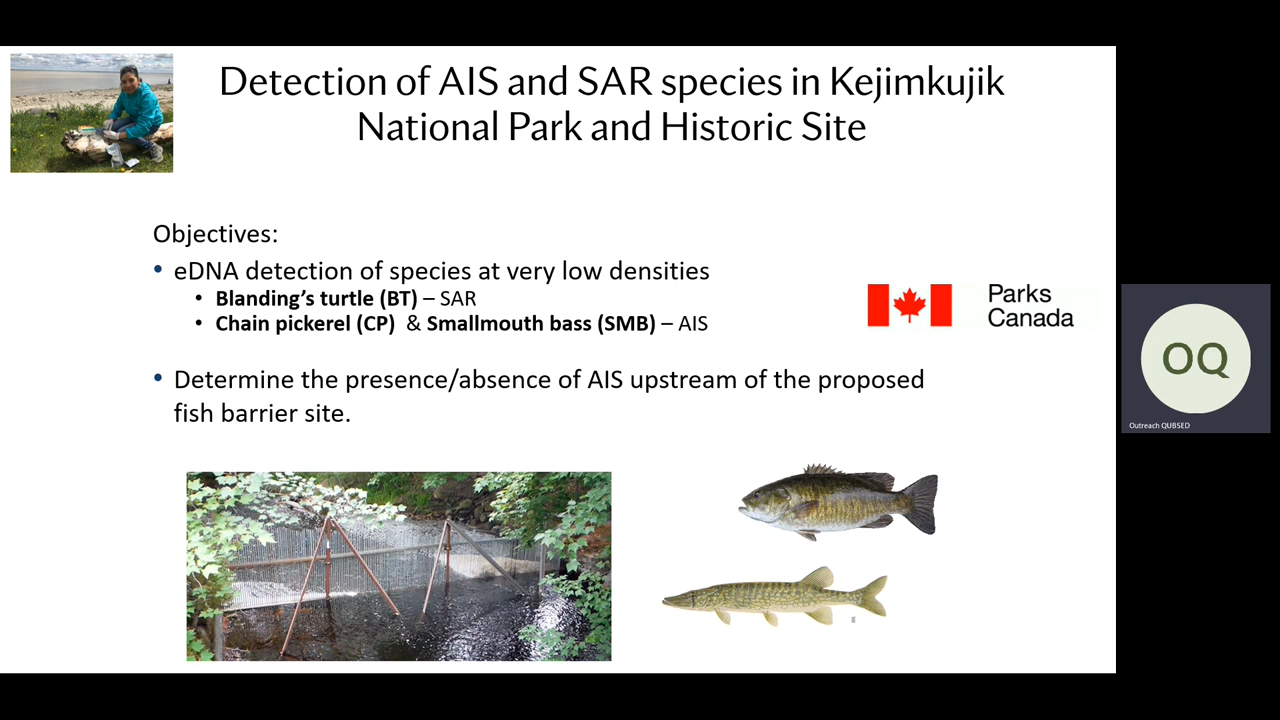 Detection of AIS and SAR species in Kejimkujik
National Park and Historic Site
Objectives:
• eDNA detection of species at very low densities
• Blanding's turtle (BT) – SAR
• Chain pickerel (CP) & Smallmouth bass (SMB) – AIS
• Determine the presence/absence of AIS upstream of the proposed
fish barrier site.
Parks
Canada
OQ
Outreach QUBSED